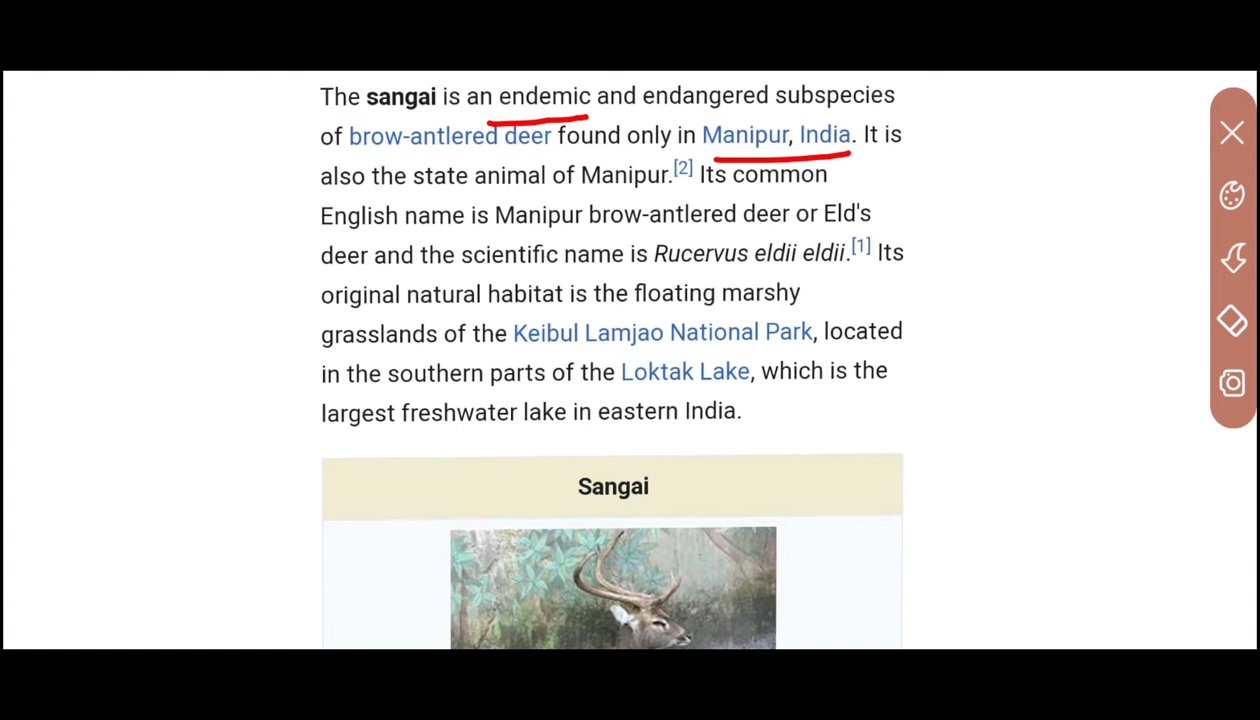 The sangai is an endemic and endangered subspecies
of brow-antlered deer found only in Manipur, India. It is
also the state animal of Manipur.[2] Its common
English name is Manipur brow-antlered deer or Eld's
deer and the scientific name is Rucervus eldii eldii.[1] Its
original natural habitat is the floating marshy
grasslands of the Keibul Lamjao National Park, located
in the southern parts of the Loktak Lake, which is the
largest freshwater lake in eastern India.
Sangai